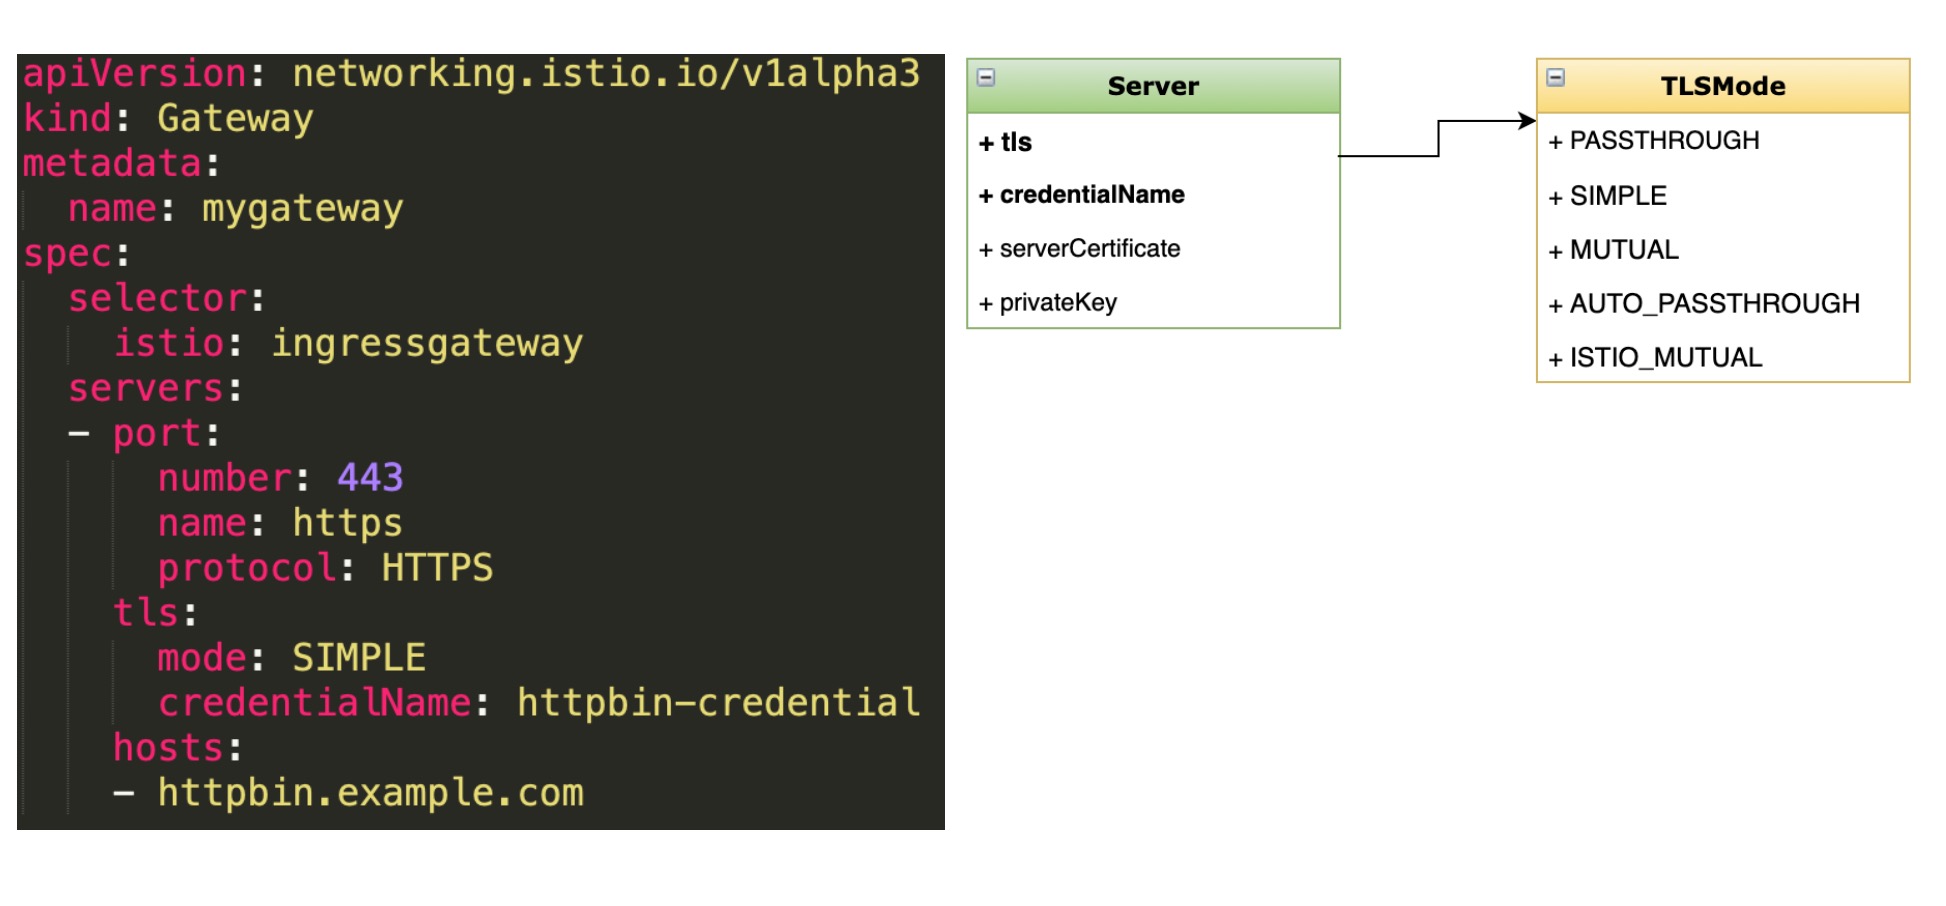 apiVersion: networking.istio.io/v1alpha3
kind: Gateway
metadata:
  name: mygateway
spec:
  selector:
    istio: ingressgateway
  servers:
  - port:
      number: 443
      name: https
      protocol: HTTPS
    tls:
      mode: SIMPLE
      credentialName: httpbin-credential
    hosts:
    - httpbin.example.com
Server
+ tls
+ credentialName
+ serverCertificate
+ privateKey
TLSMode
+ PASSTHROUGH
+ SIMPLE
+ MUTUAL
+ AUTO_PASSTHROUGH
+ ISTIO_MUTUAL